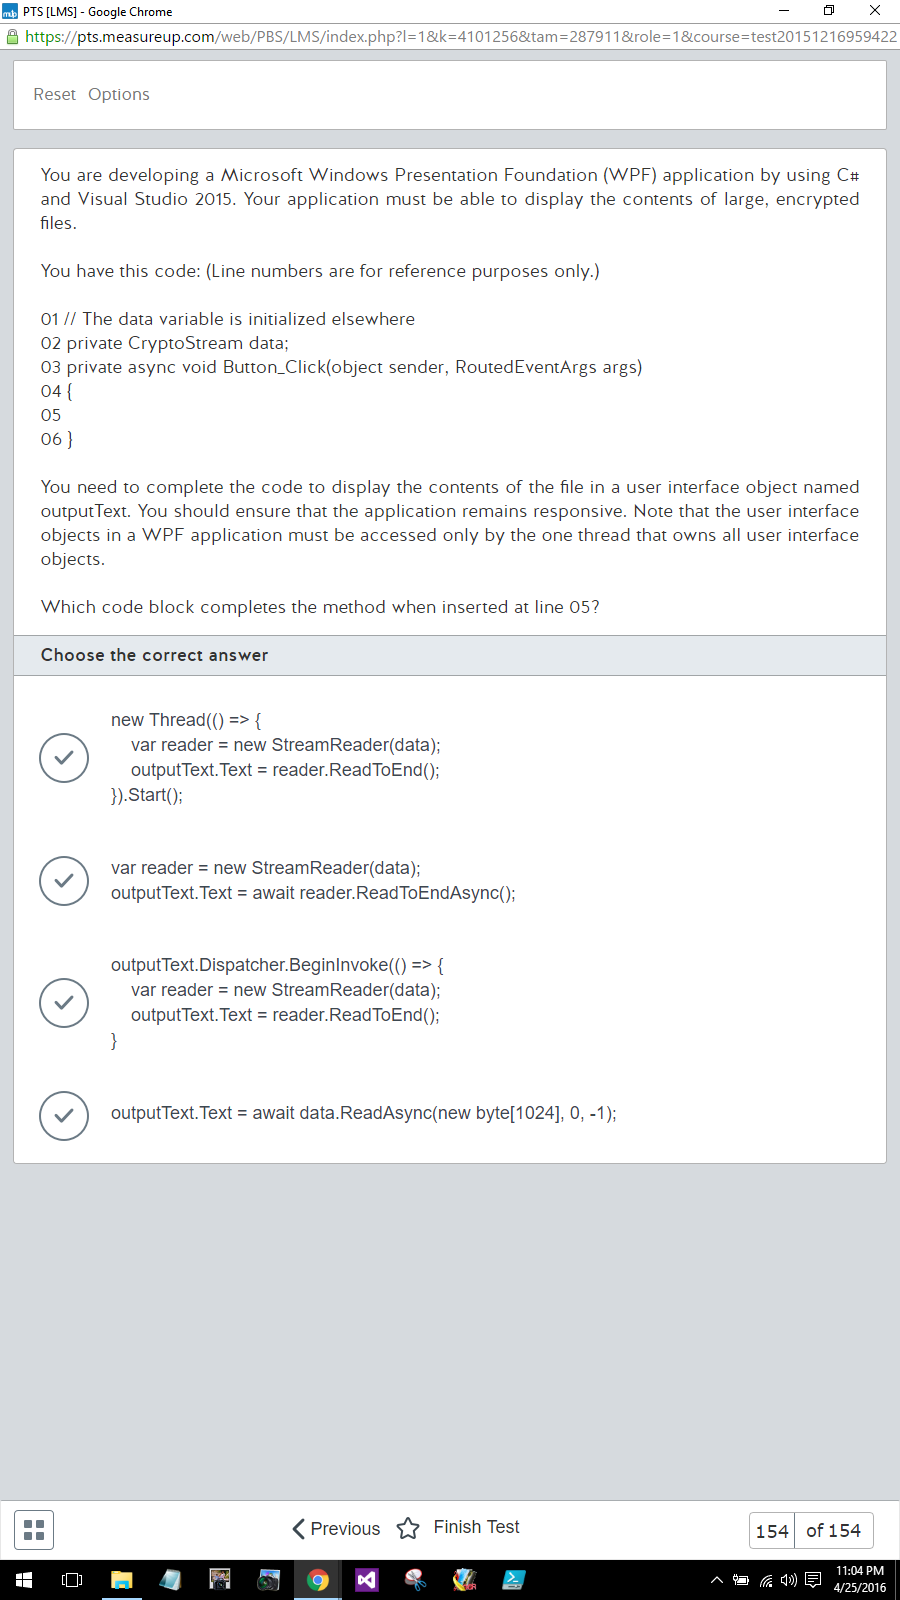 PTS [LMS] - Google Chrome
https://pts.measureup.com/web/PBS/LMS/index.php?l=1&k=4101256&tam=287911&role=1&course=test20151216959422
Reset Options
You are developing a Microsoft Windows Presentation Foundation (WPF) application by using C#
and Visual Studio 2015. Your application must be able to display the contents of large, encrypted
files.
You have this code: (Line numbers are for reference purposes only.)
01 // The data variable is initialized elsewhere
02 private CryptoStream data;
03 private async void Button_Click(object sender, RoutedEventArgs args)
04 {
05
06 }
You need to complete the code to display the contents of the file in a user interface object named
outputText. You should ensure that the application remains responsive. Note that the user interface
objects in a WPF application must be accessed only by the one thread that owns all user interface
objects.
Which code block completes the method when inserted at line 05?
Choose the correct answer
new Thread(() => {
var reader = new StreamReader(data);
outputText.Text = reader.ReadToEnd();
}).Start();
var reader = new StreamReader(data);
outputText.Text = await reader.ReadToEndAsync();
outputText.Dispatcher.BeginInvoke(() => {
var reader = new StreamReader(data);
outputText.Text = reader.ReadToEnd();
}
outputText.Text = await data.ReadAsync(new byte[1024], 0, -1);
Previous Finish Test 154 of 154
11:04 PM
4/25/2016